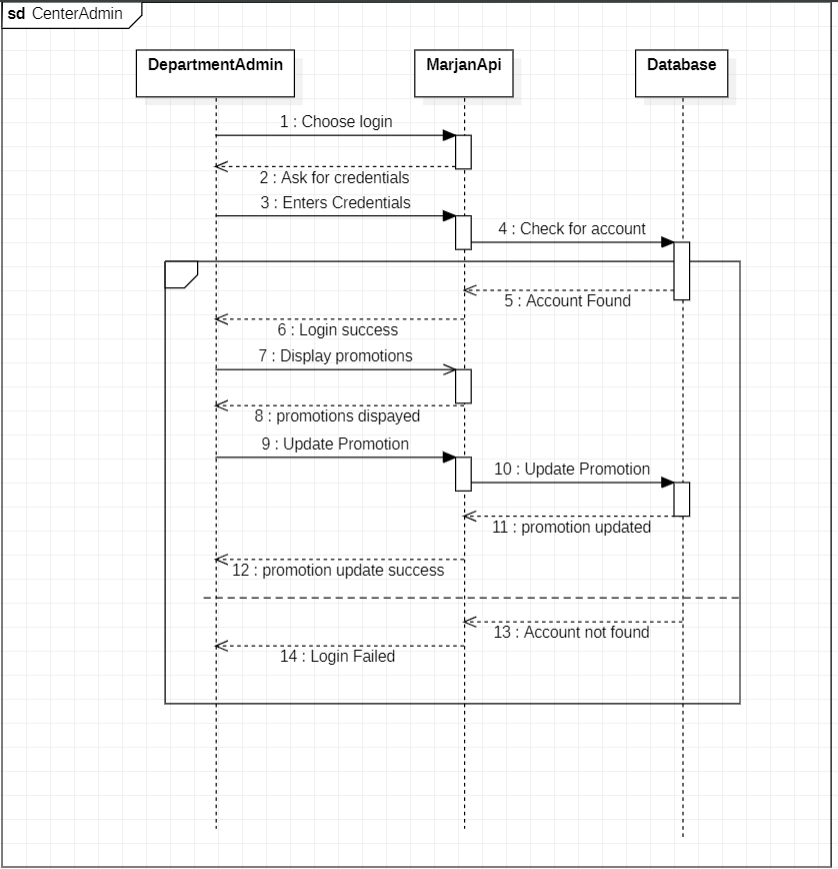 sd CenterAdmin
DepartmentAdmin
MarjanApi
Database
1 : Choose login
2 : Ask for credentials
3 : Enters Credentials
4 : Check for account
5 : Account Found
6 : Login success
7 : Display promotions
8 : promotions dispayed
9 : Update Promotion
10 : Update Promotion
11 : promotion updated
12 : promotion update success
13 : Account not found
14 : Login Failed